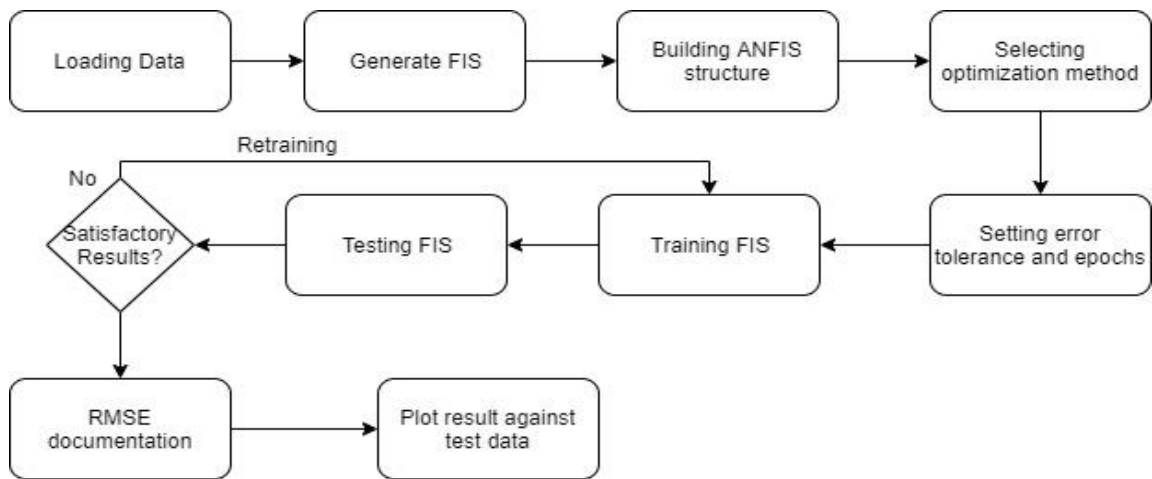 Loading Data
Generate FIS
Building ANFIS
structure
Selecting
optimization method
Retraining
No
Satisfactory
Results?
Testing FIS
Training FIS
Setting error
tolerance and epochs
RMSE
documentation
Plot result against
test data